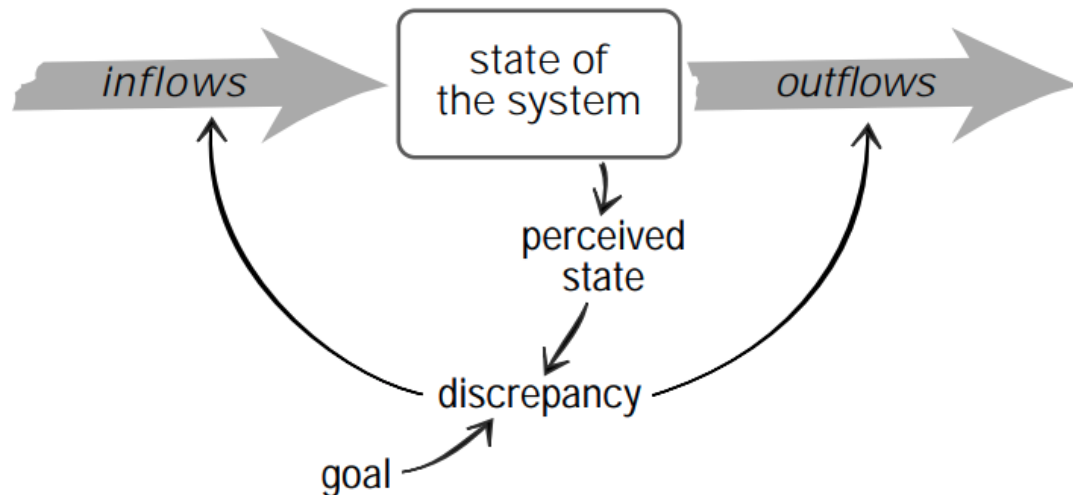 inflows
state of
the system
outflows
perceived
state
discrepancy
goal